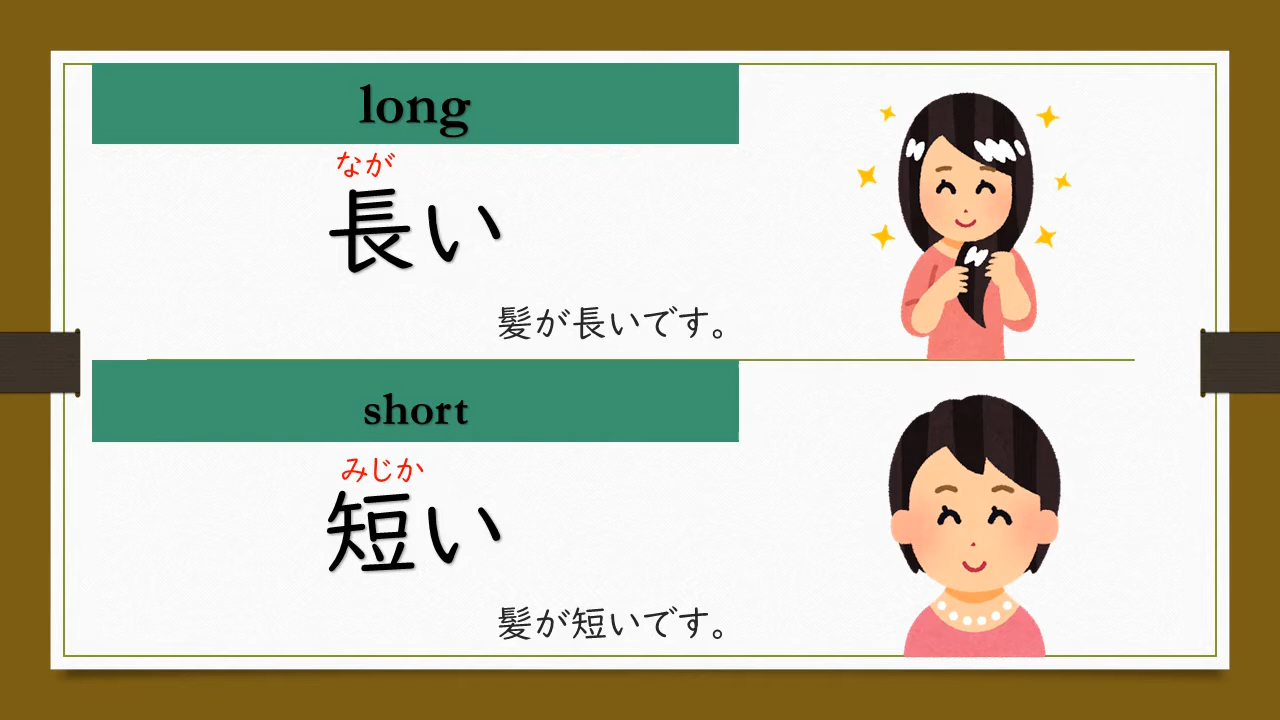 long
なが
長い
髪が長いです。
short
みじか
短い
髪が短いです。